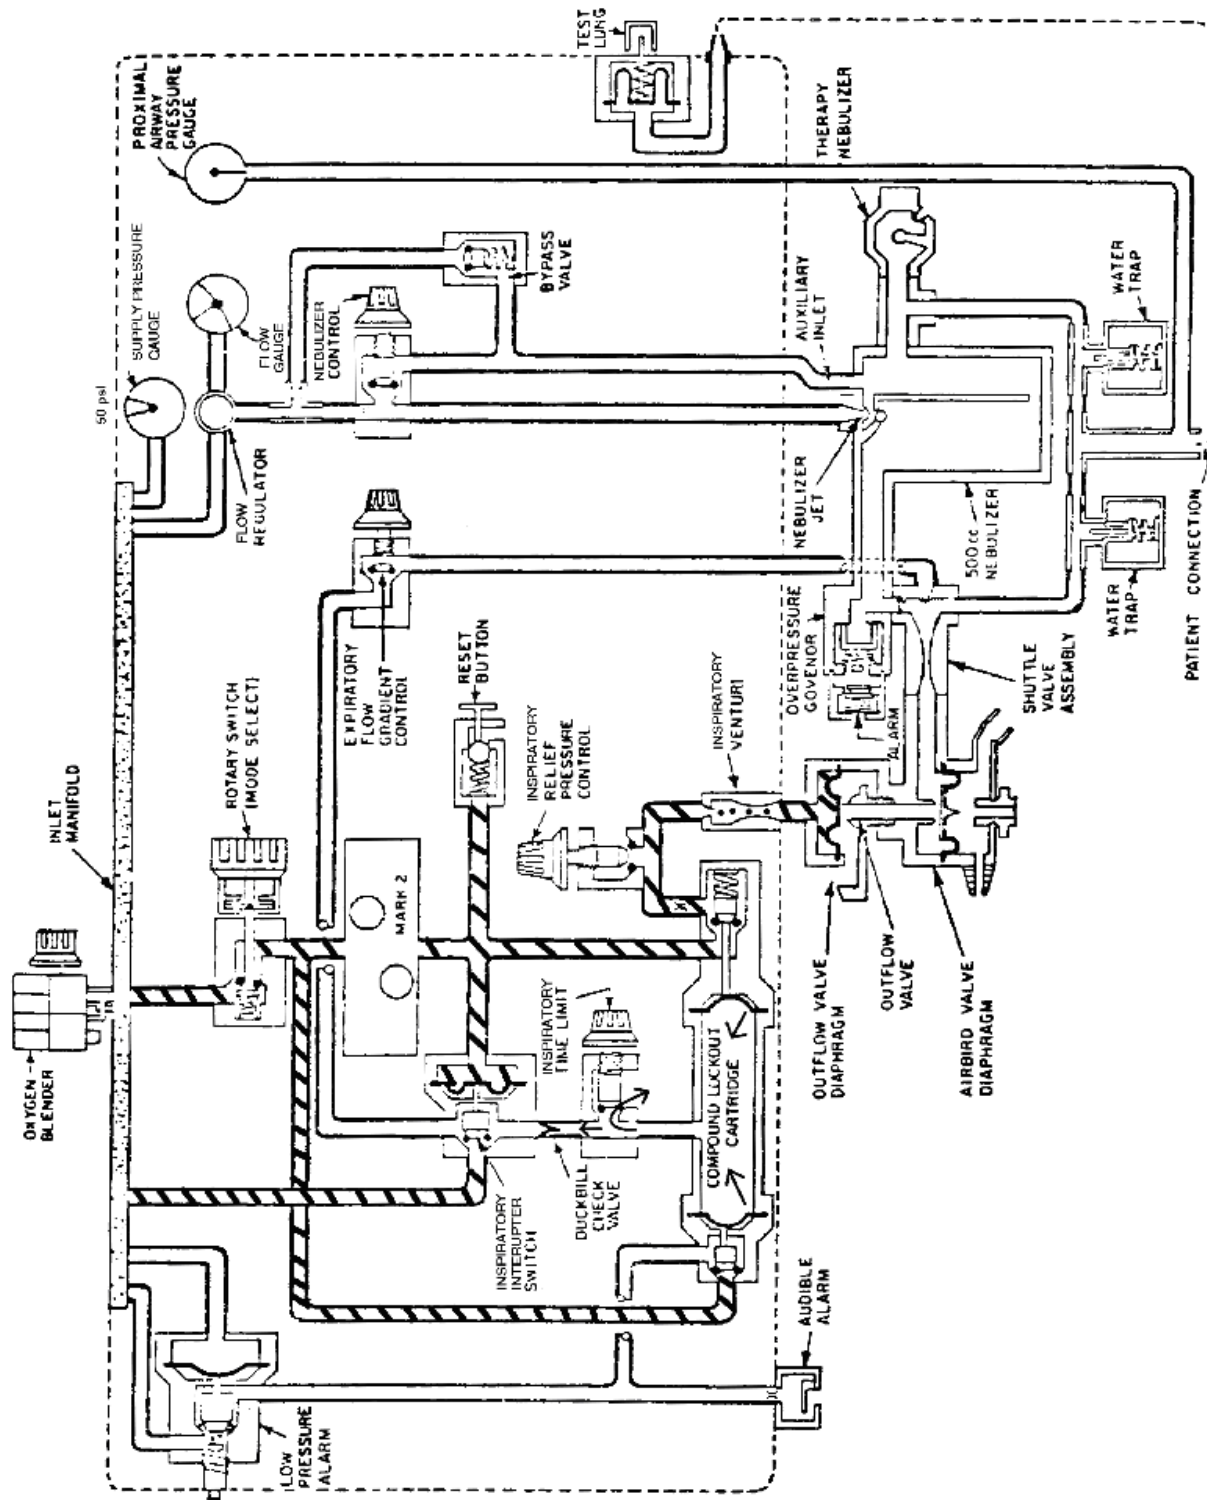 TEST
LUNG
PROXIMAL
AIRWAY
PRESSURE
GAUGE
THERAPY
NEBULIZER
SUPPLY PRESSURE
GAUGE
FLOW
GAUGE
NEBULIZER
CONTROL
BYPASS
VALVE
AUXILIARY
INLET
WATER
TRAP
50 psi
FLOW
REGULATOR
NEBULIZER
JET
500 cc
NEBULIZER
WATER
TRAP
PATIENT CONNECTION
INLET
MANIFOLD
ROTARY SWITCH
(MODE SELECT)
EXPIRATORY
FLOW
GRADIENT
CONTROL
RESET
BUTTON
INSPIRATORY
RELIEF
PRESSURE
CONTROL
INSPIRATORY
VENTURI
OVERPRESSURE
GOVENOR
ALARM
SHUTTLE
VALVE
ASSEMBLY
OXYGEN
BLENDER
MARK 2
INSPIRATORY
TIME LIMIT
COMPOUND LOCKOUT
CARTRIDGE
OUTFLOW VALVE
DIAPHRAGM
OUTFLOW
VALVE
AIRBIRD VALVE
DIAPHRAGM
INSPIRATORY
INTERUPTER
SWITCH
DUCKBILL
CHECK
VALVE
LOW
PRESSURE
ALARM
AUDIBLE
ALARM